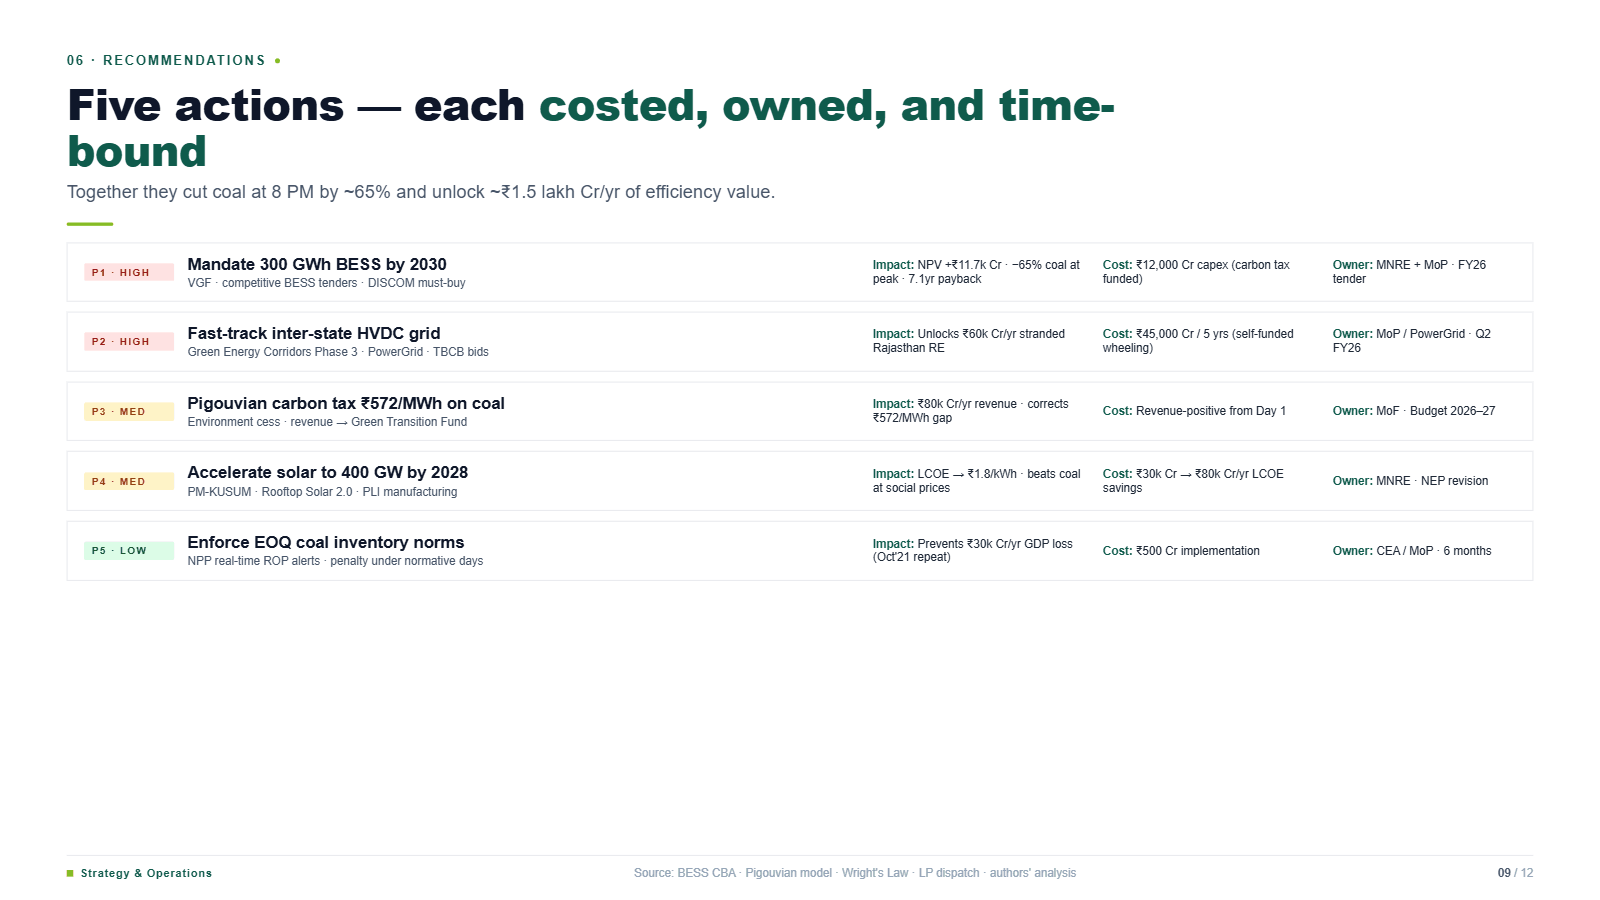 06 · RECOMMENDATIONS
Five actions — each costed, owned, and time-
bound
Together they cut coal at 8 PM by ~65% and unlock ~₹1.5 lakh Cr/yr of efficiency value.
P1 · HIGH
Mandate 300 GWh BESS by 2030
VGF · competitive BESS tenders · DISCOM must-buy
Impact: NPV +₹11.7k Cr · −65% coal at
peak · 7.1yr payback
Cost: ₹12,000 Cr capex (carbon tax
funded)
Owner: MNRE + MoP · FY26
tender
P2 · HIGH
Fast-track inter-state HVDC grid
Green Energy Corridors Phase 3 · PowerGrid · TBCB bids
Impact: Unlocks ₹60k Cr/yr stranded
Rajasthan RE
Cost: ₹45,000 Cr / 5 yrs (self-funded
wheeling)
Owner: MoP / PowerGrid · Q2
FY26
P3 · MED
Pigouvian carbon tax ₹572/MWh on coal
Environment cess · revenue → Green Transition Fund
Impact: ₹80k Cr/yr revenue · corrects
₹572/MWh gap
Cost: Revenue-positive from Day 1
Owner: MoF · Budget 2026–27
P4 · MED
Accelerate solar to 400 GW by 2028
PM-KUSUM · Rooftop Solar 2.0 · PLI manufacturing
Impact: LCOE → ₹1.8/kWh · beats coal
at social prices
Cost: ₹30k Cr → ₹80k Cr/yr LCOE
savings
Owner: MNRE · NEP revision
P5 · LOW
Enforce EOQ coal inventory norms
NPP real-time ROP alerts · penalty under normative days
Impact: Prevents ₹30k Cr/yr GDP loss
(Oct'21 repeat)
Cost: ₹500 Cr implementation
Owner: CEA / MoP · 6 months
Strategy & Operations
Source: BESS CBA · Pigouvian model · Wright's Law · LP dispatch · authors' analysis
09 / 12